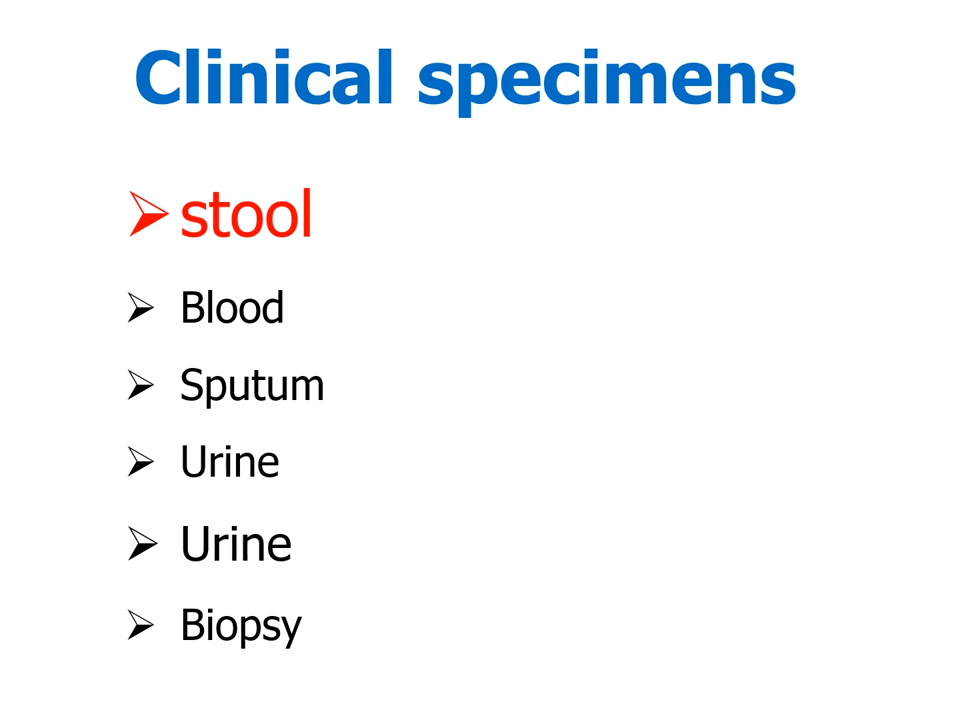 Clinical specimens
➢ stool
➢ Blood
➢ Sputum
➢ Urine
➢ Urine
➢ Biopsy